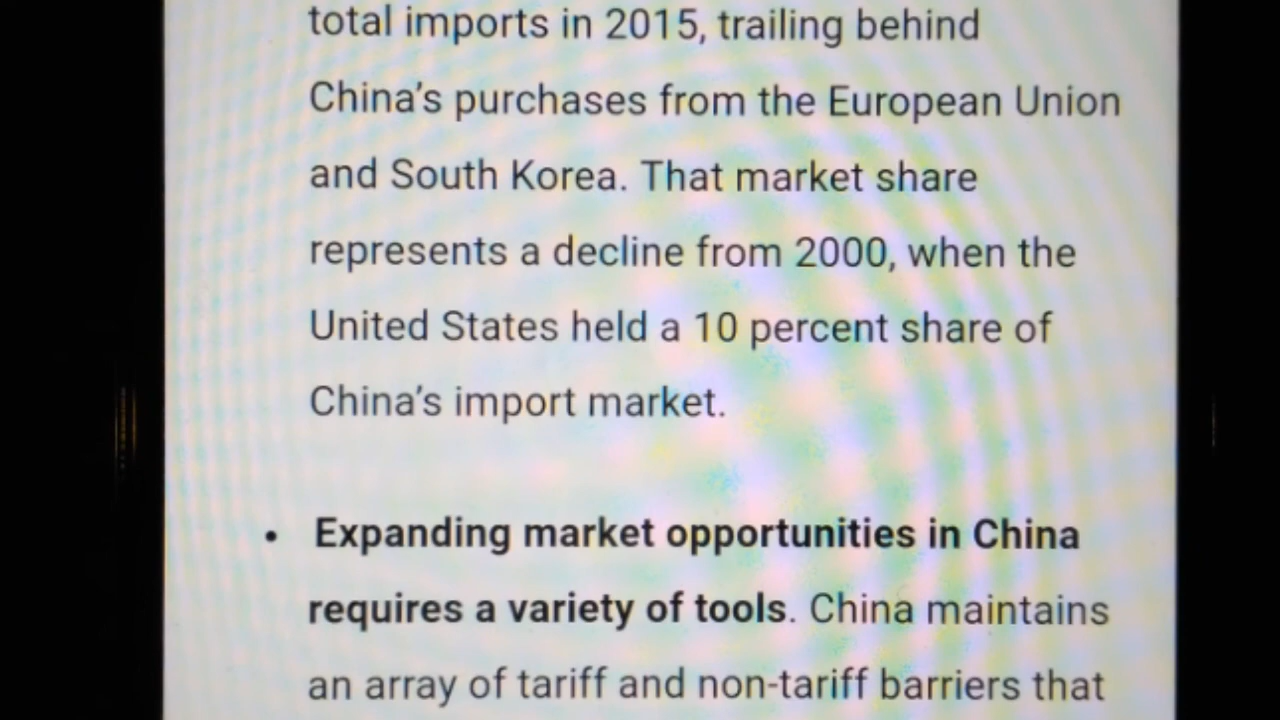 total imports in 2015, trailing behind
China's purchases from the European Union
and South Korea. That market share
represents a decline from 2000, when the
United States held a 10 percent share of
China's import market.
• Expanding market opportunities in China
requires a variety of tools. China maintains
an array of tariff and non-tariff barriers that